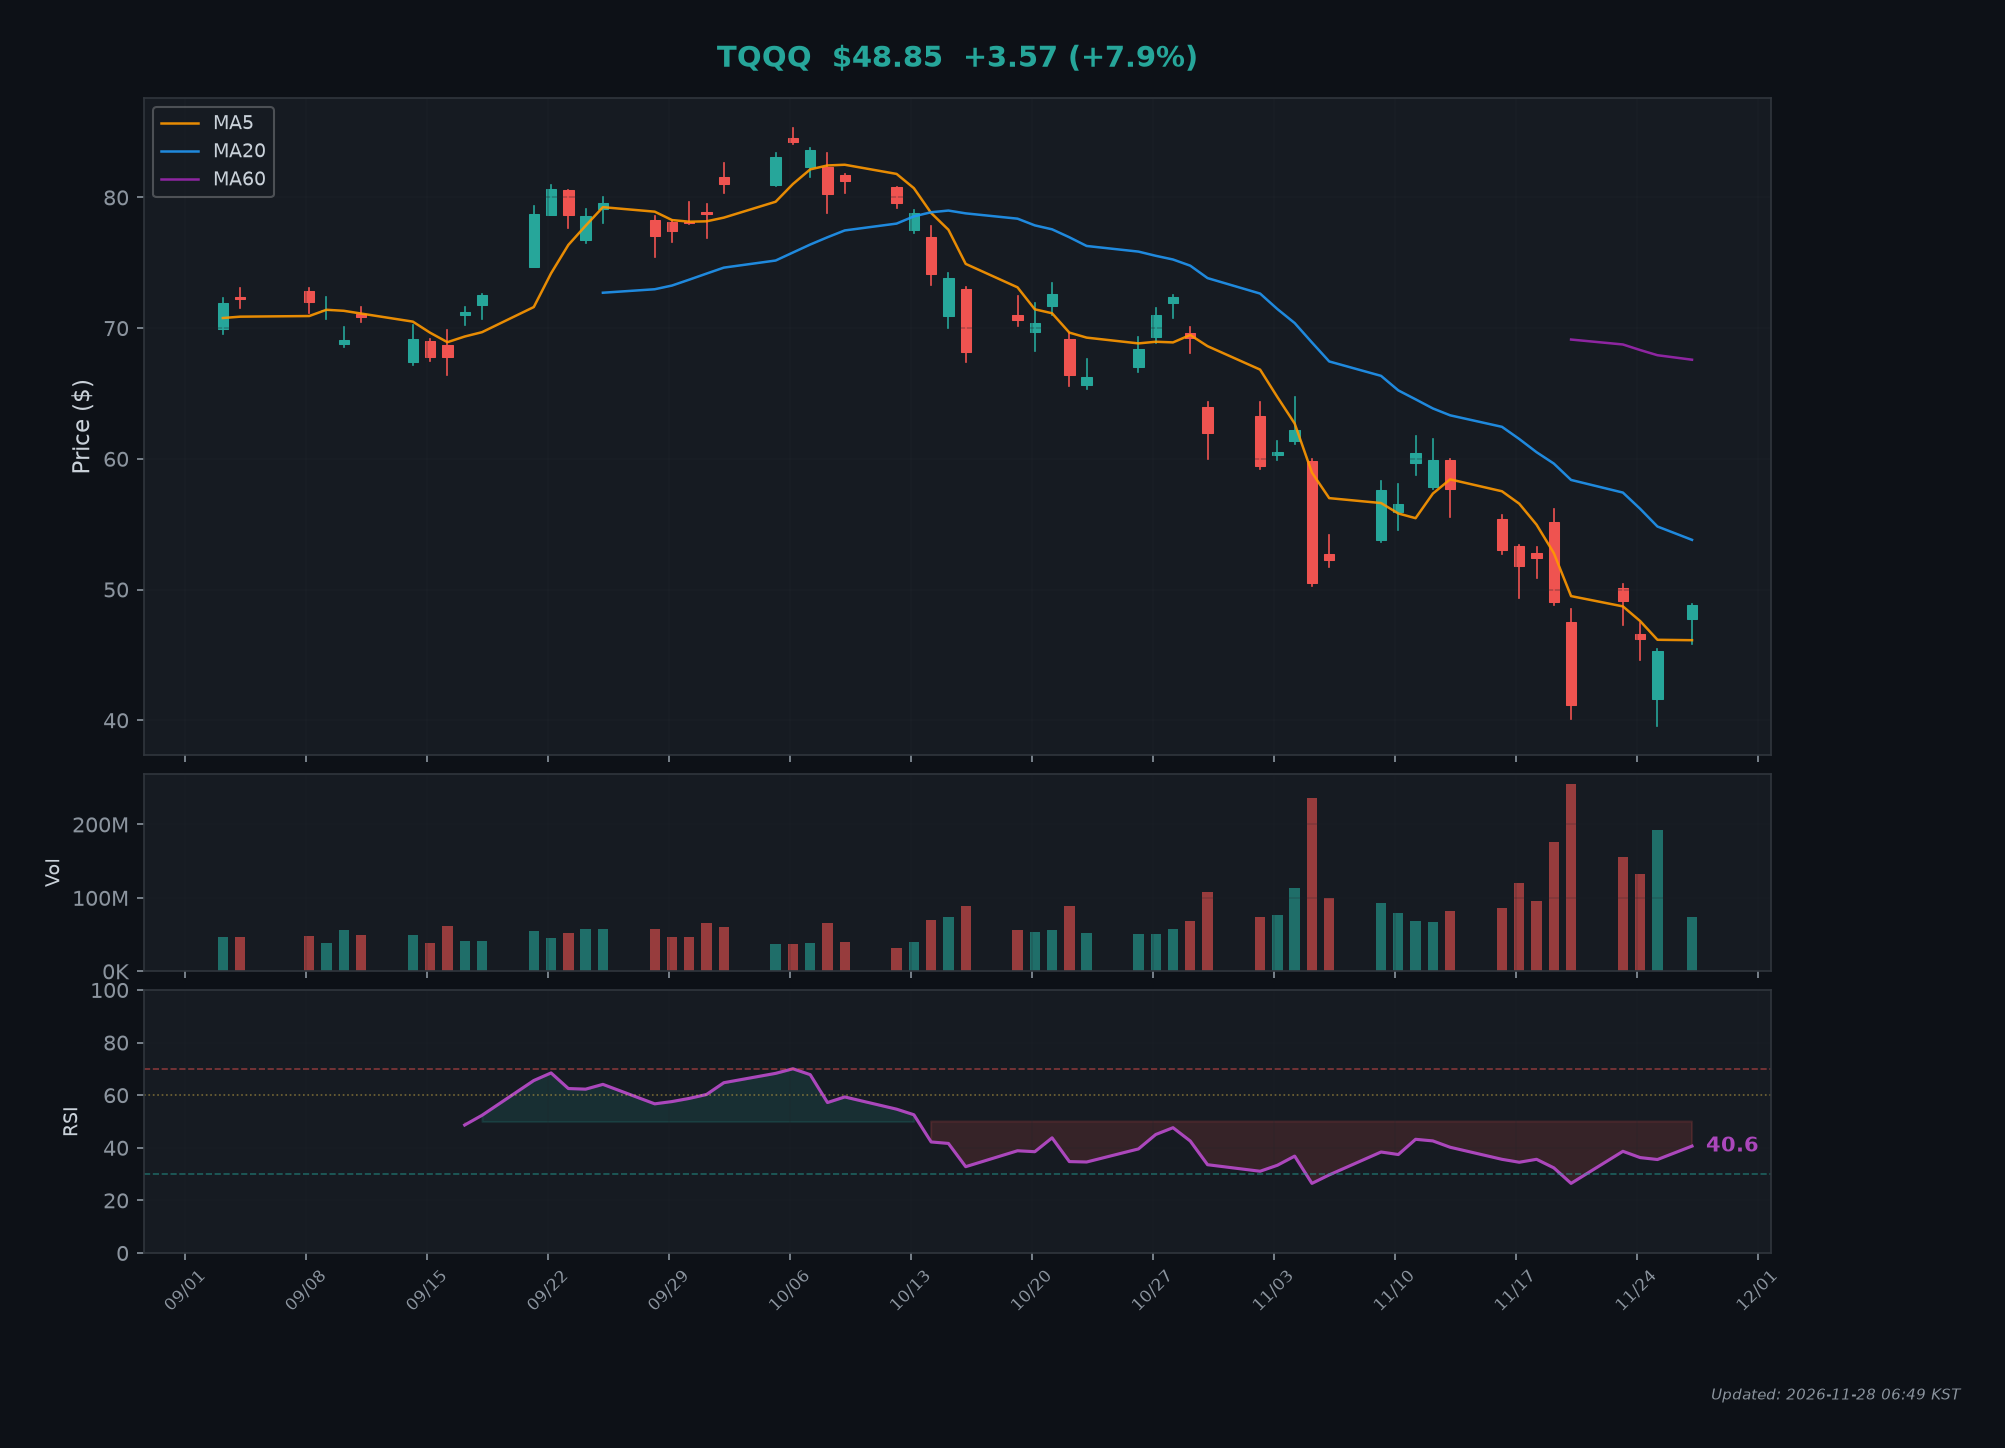 TQQQ $48.85 +3.57 (+7.9%)
MA5
MA20
MA60
Price ($)
80
70
60
50
40
Vol
200M
100M
0K
RSI
100
80
60
40
20
0
40.6
09/01
09/08
09/15
09/22
09/29
10/06
10/13
10/20
10/27
11/03
11/10
11/17
11/24
12/01
Updated: 2026-11-28 06:49 KST